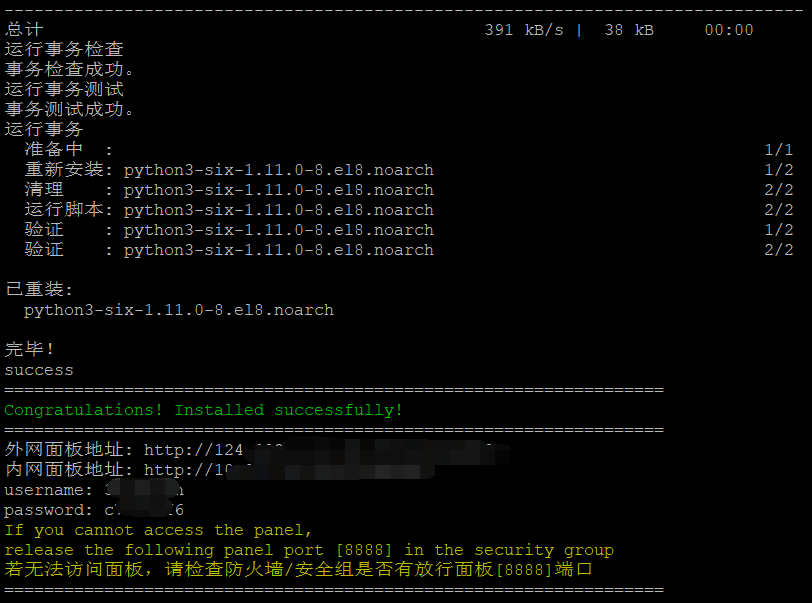 --------------------------------------------------------------------------------
总计 391 kB/s | 38 kB 00:00
运行事务检查
事务检查成功。
运行事务测试
事务测试成功。
运行事务
准备中 : 1/1
重新安装: python3-six-1.11.0-8.el8.noarch 1/2
清理 : python3-six-1.11.0-8.el8.noarch 2/2
运行脚本: python3-six-1.11.0-8.el8.noarch 2/2
验证 : python3-six-1.11.0-8.el8.noarch 1/2
验证 : python3-six-1.11.0-8.el8.noarch 2/2
已重装:
python3-six-1.11.0-8.el8.noarch
完毕!
success
==================================================================
Congratulations! Installed successfully!
==================================================================
外网面板地址: http://124
内网面板地址: http://10
username:
password:
If you cannot access the panel,
release the following panel port [8888] in the security group
若无法访问面板，请检查防火墙/安全组是否有放行面板[8888]端口
==================================================================